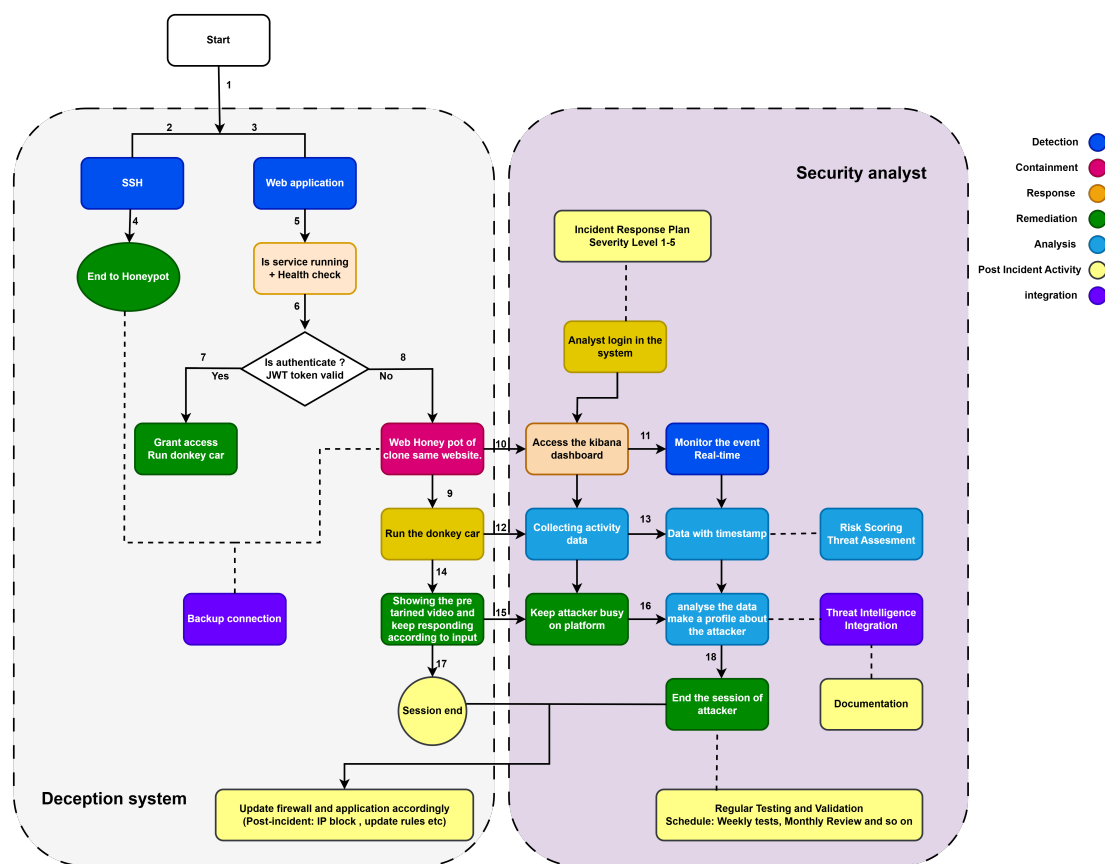 Start
1
2
3
SSH
Web application
4
5
End to Honeypot
Is service running
+ Health check
6
Is authenticate ?
JWT token valid
7
Yes
8
No
Grant access
Run donkey car
Web Honey pot of
clone same website.
9
10
Run the donkey car
12
14
Showing the pre
tarined video and
keep responding
according to input
15
Backup connection
17
Session end
Deception system
Update firewall and application accordingly
(Post-incident: IP block , update rules etc)
Security analyst
Incident Response Plan
Severity Level 1-5
Analyst login in the
system
Access the kibana
dashboard
11
Monitor the event
Real-time
Collecting activity
data
13
Data with timestamp
Risk Scoring
Threat Assessment
Keep attacker busy
on platform
16
analyse the data
make a profile about
the attacker
Threat Intelligence
Integration
18
End the session of
attacker
Documentation
Regular Testing and Validation
Schedule: Weekly tests, Monthly Review and so on
Detection
Containment
Response
Remediation
Analysis
Post Incident Activity
integration